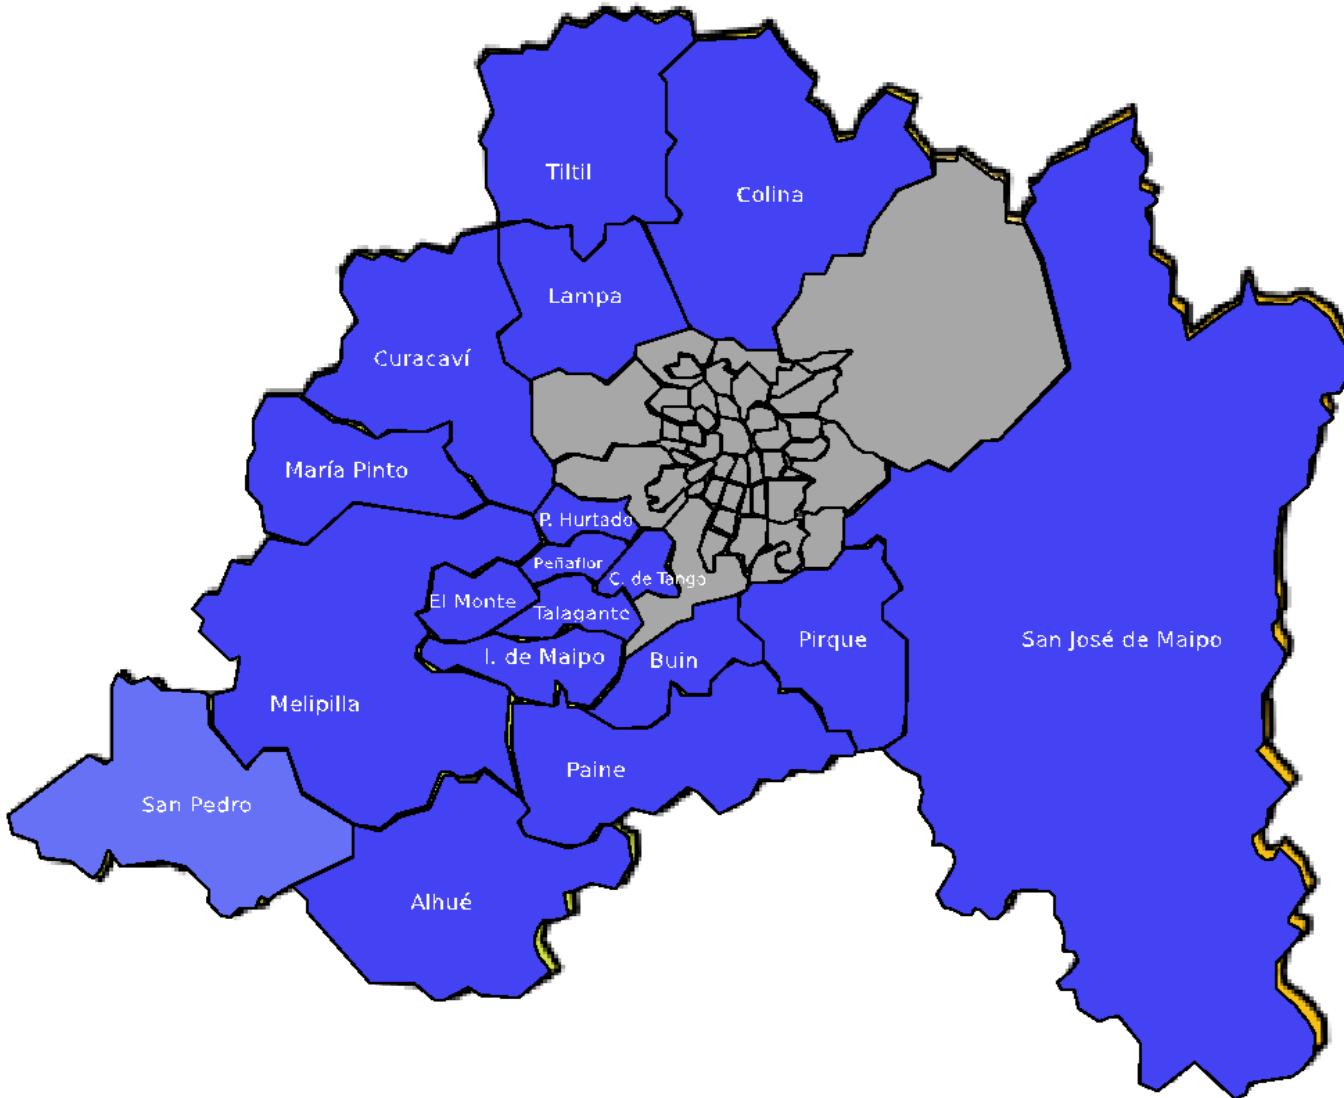 Tiltil
Colina
Lampa
Curacaví
María Pinto
P. Hurtado
Peñaflor
C. de Tango
El Monte
Talagante
I. de Maipo
Buin
Pirque
San José de Maipo
Melipilla
Paine
San Pedro
Alhué